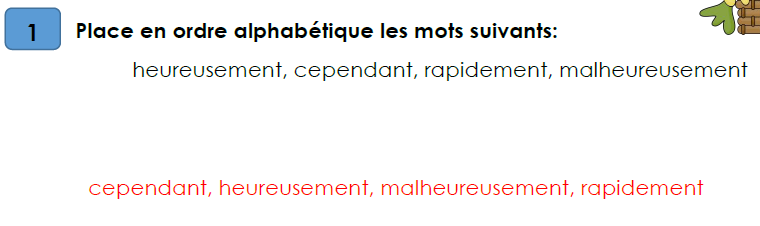 1
Place en ordre alphabétique les mots suivants:
heureusement, cependant, rapidement, malheureusement
cependant, heureusement, malheureusement, rapidement